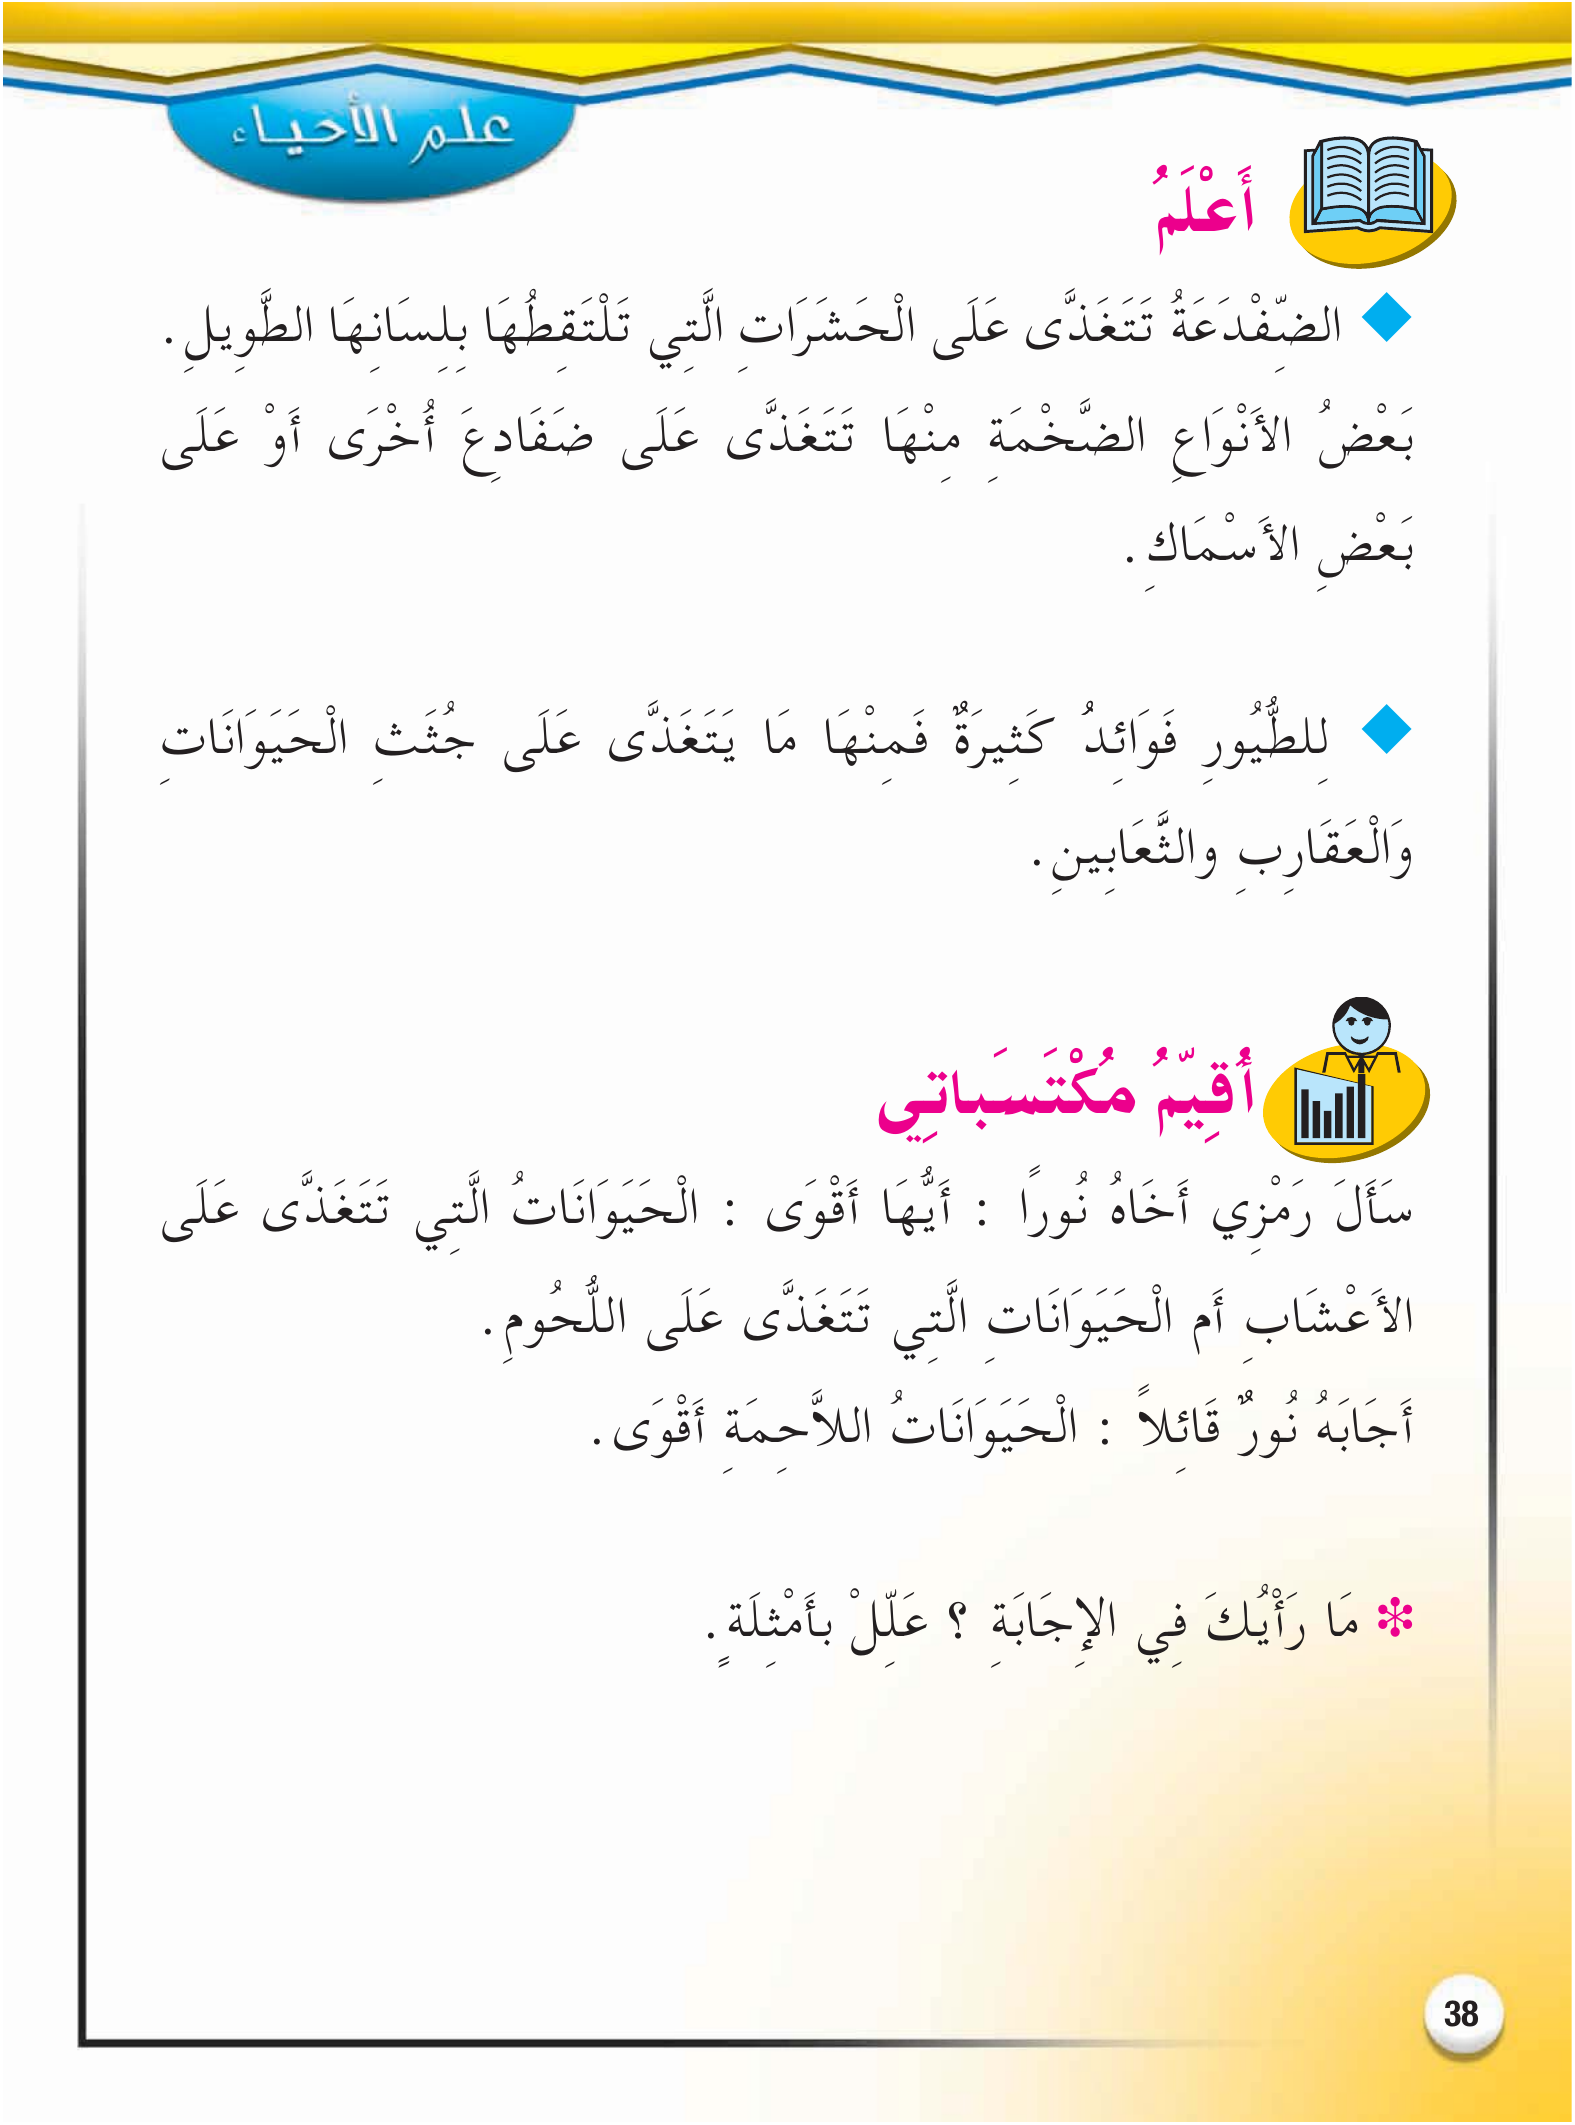 علم الأحياء
أَعْلَمُ
الضِّفْدَعَةُ تَتَغَذَّى عَلَى الْحَشَرَاتِ الَّتِي تَلْتَقِطُهَا بِلِسَانِهَا الطَّوِيلِ.
بَعْضُ الأَنْوَاعِ الضَّخْمَةِ مِنْهَا تَتَغَذَّى عَلَى ضَفَادِعَ أُخْرَى أَوْ عَلَى
بَعْضِ الأَسْمَاكِ.
لِلطُّيُورِ فَوَائِدُ كَثِيرَةٌ فَمِنْهَا مَا يَتَغَذَّى عَلَى جُثَثِ الْحَيَوَانَاتِ
وَالْعَقَارِبِ والثَّعَابِينِ.
أُقِيِّمُ مُكْتَسَباتِي
سَأَلَ رَمْزِي أَخَاهُ نُوراً : أَيُّهَا أَقْوَى : الْحَيَوَانَاتُ الَّتِي تَتَغَذَّى عَلَى
الأَعْشَابِ أَم الْحَيَوَانَاتِ الَّتِي تَتَغَذَّى عَلَى اللُّحُومِ.
أَجَابَهُ نُورٌ قَائِلاً : الْحَيَوَانَاتُ اللاَّحِمَةِ أَقْوَى.
مَا رَأْيُكَ فِي الإِجَابَةِ ؟ عَلِّلْ بأَمْثِلَةٍ.
38